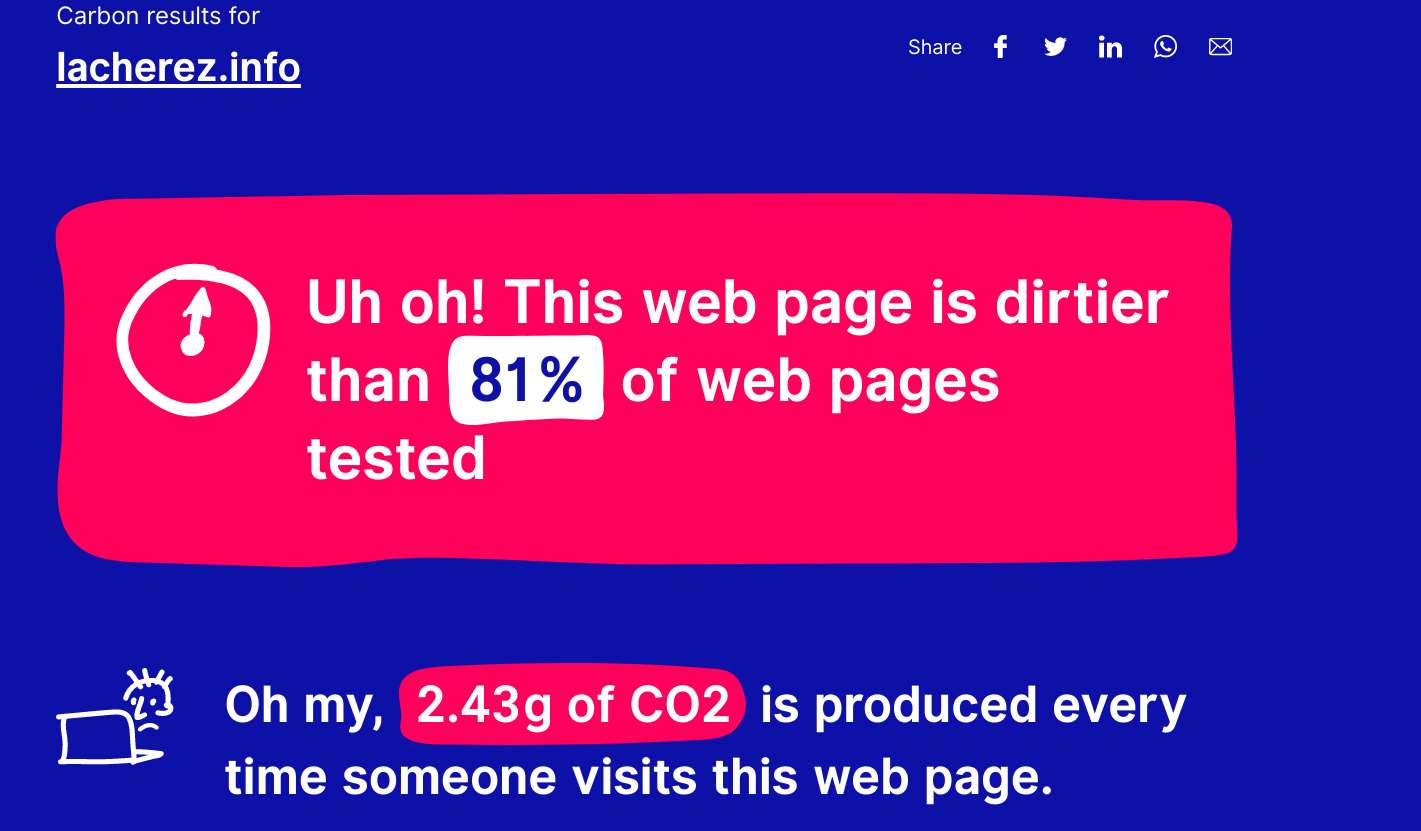 Carbon results for
lacherez.info
Share
Uh oh! This web page is dirtier
than 81% of web pages
tested
Oh my, 2.43g of CO2 is produced every
time someone visits this web page.